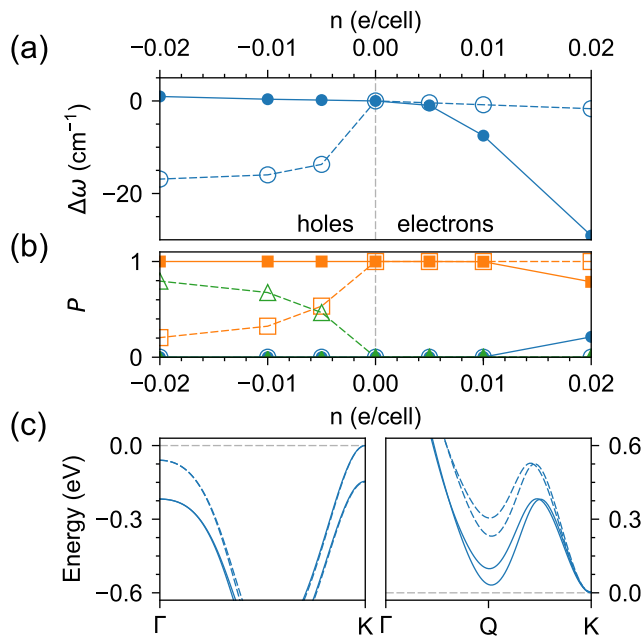 n (e/cell)
(a)
−0.02 −0.01 0.00 0.01 0.02
0
−20
Δω (cm⁻¹)
holes electrons
(b)
1
0
P
−0.02 −0.01 0.00 0.01 0.02
n (e/cell)
(c)
0.0
−0.3
−0.6
Energy (eV)
0.6
0.3
0.0
Γ K Γ Q K